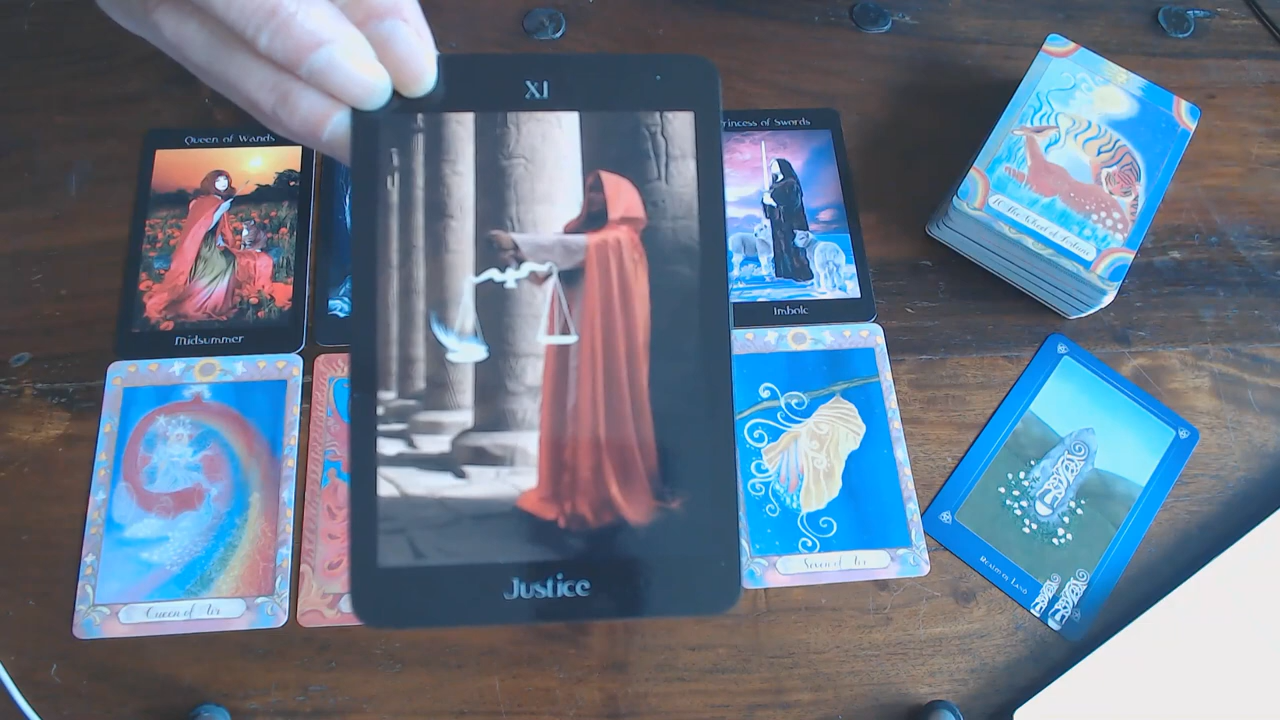 XI
Justice
Queen of Wands
Midsummer
rincess of Swords
Imbolc
Queen of Air
Seven of Air
The Wheel of Fortune
Realm of Land